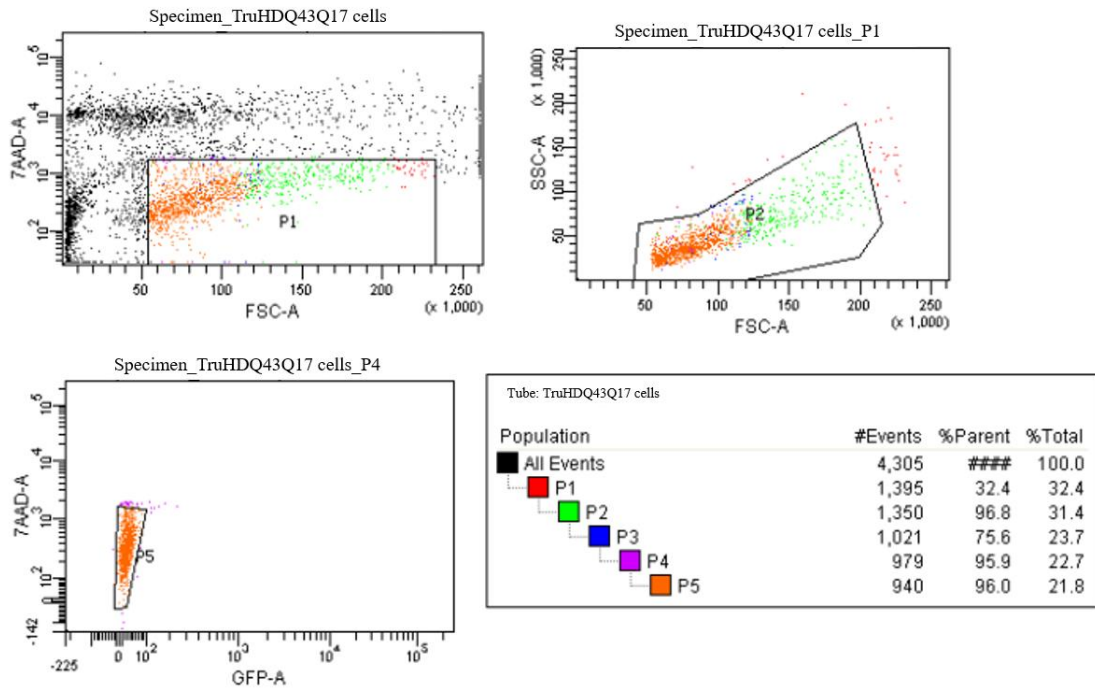 Specimen_TruHDQ43Q17 cells
7AAD-A
10^5
10^4
10^3
10^2
P1
50 100 150 200 250
FSC-A (x 1,000)
Specimen_TruHDQ43Q17 cells_P1
SSC-A
(x 1,000)
250
200
150
100
50
P2
50 100 150 200 250
FSC-A (x 1,000)
Specimen_TruHDQ43Q17 cells_P4
7AAD-A
10^5
10^4
10^3
10^2
0
-142
P5
-225 0 10^2 10^3 10^4 10^5
GFP-A
Tube: TruHDQ43Q17 cells
Population #Events %Parent %Total
All Events 4,305 #### 100.0
P1 1,395 32.4 32.4
P2 1,350 96.8 31.4
P3 1,021 75.6 23.7
P4 979 95.9 22.7
P5 940 96.0 21.8